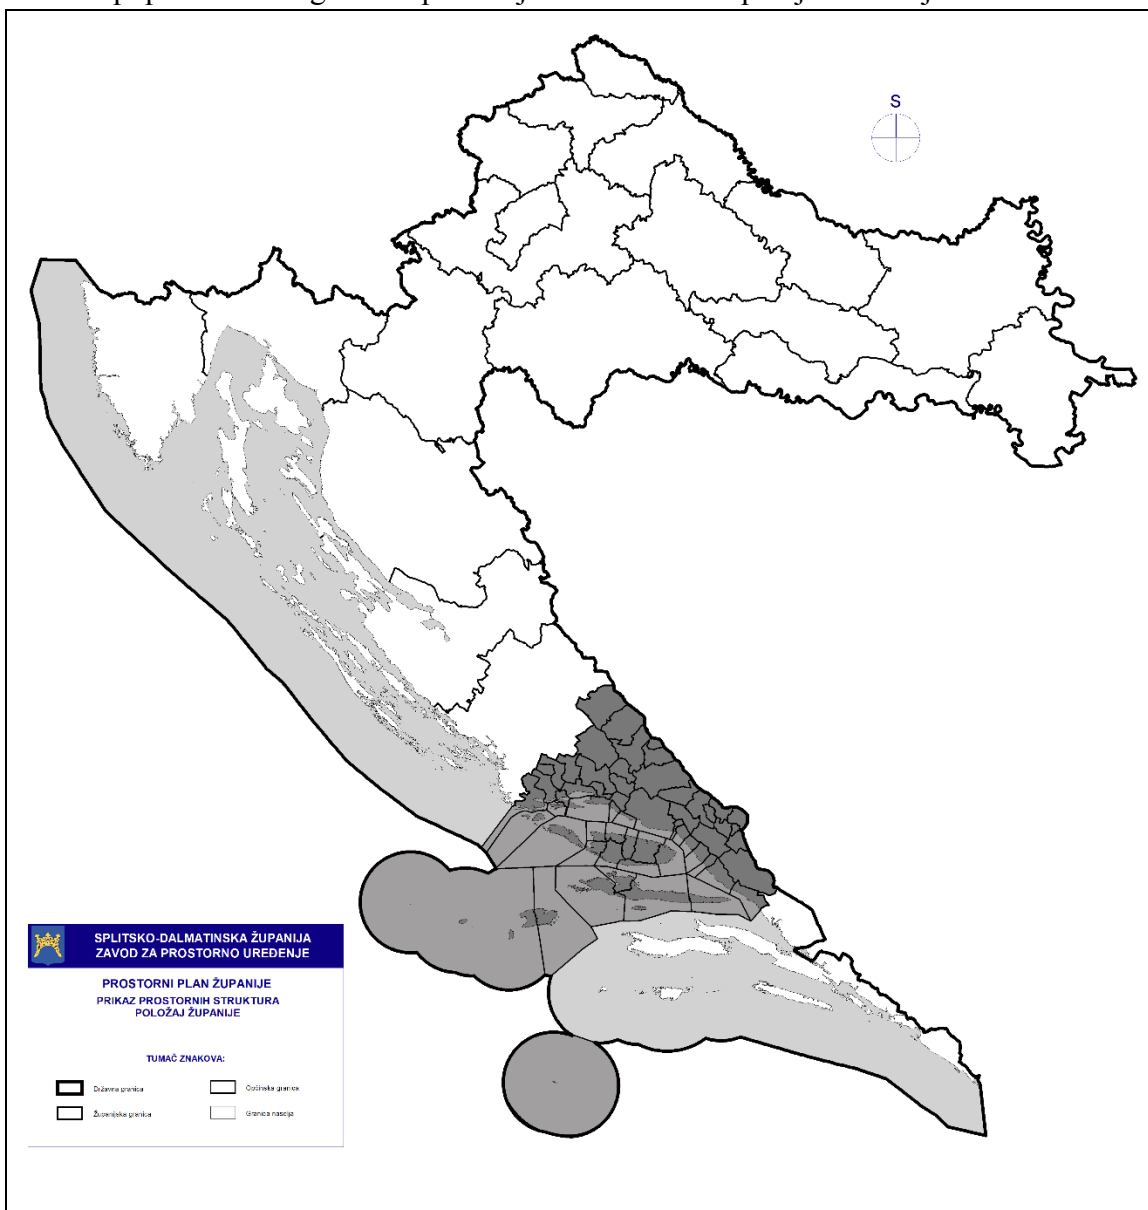 S
SPLITSKO-DALMATINSKA ŽUPANIJA
ZAVOD ZA PROSTORNO UREĐENJE
PROSTORNI PLAN ŽUPANIJE
PRIKAZ PROSTORNIH STRUKTURA
POLOŽAJ ŽUPANIJE
TUMAČ ZNAKOVA:
Državna granica
Općinska granica
Županijska granica
Granica naselja